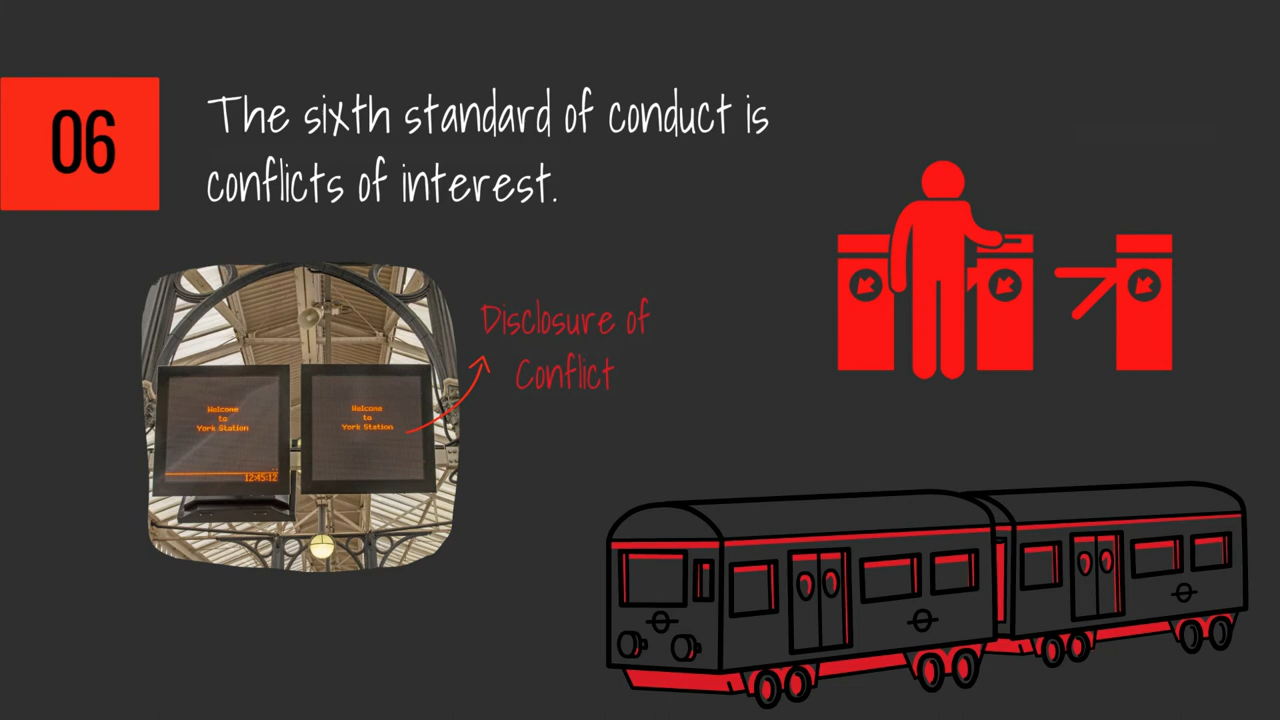 06
The sixth standard of conduct is
conflicts of interest.
Disclosure of
Conflict
Welcome
to
York Station
12:45:12
Welcome
to
York Station